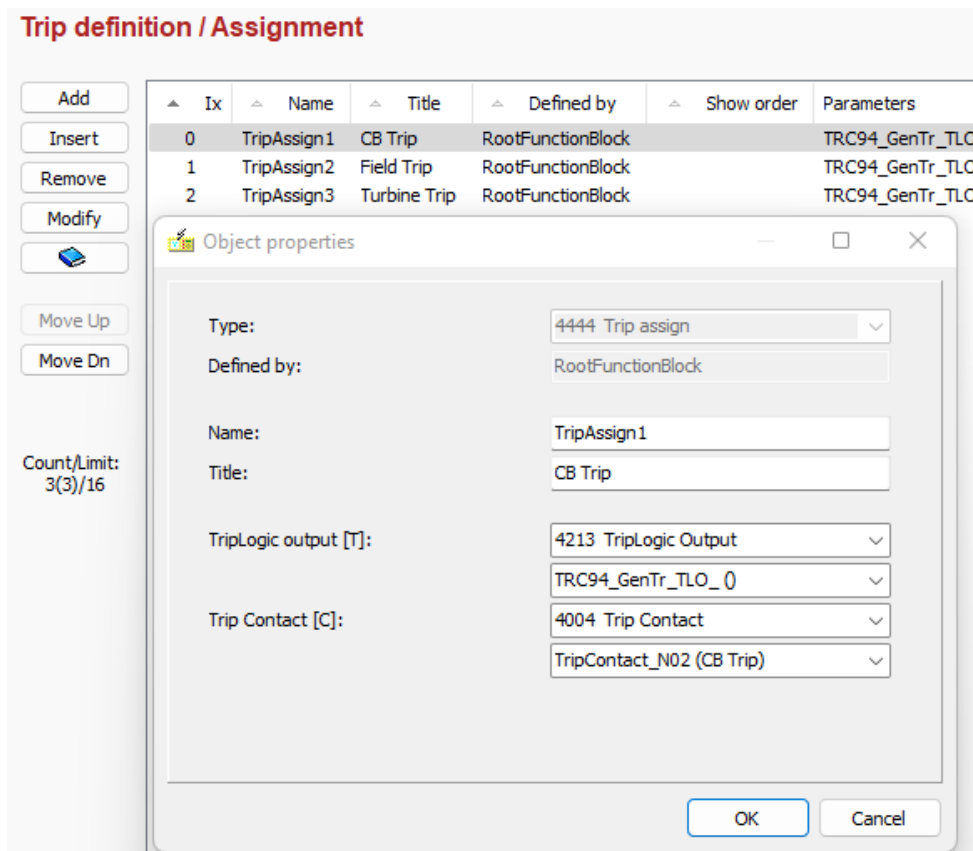 Trip definition / Assignment
Add
Insert
Remove
Modify
Move Up
Move Dn
Count/Limit:
3(3)/16
Ix Name Title Defined by Show order Parameters
0 TripAssign1 CB Trip RootFunctionBlock TRC94_GenTr_TLO
1 TripAssign2 Field Trip RootFunctionBlock TRC94_GenTr_TLO
2 TripAssign3 Turbine Trip RootFunctionBlock TRC94_GenTr_TLO
Object properties
Type: 4444 Trip assign
Defined by: RootFunctionBlock
Name: TripAssign1
Title: CB Trip
TripLogic output [T]: 4213 TripLogic Output
TRC94_GenTr_TLO_ ()
Trip Contact [C]: 4004 Trip Contact
TripContact_N02 (CB Trip)
OK Cancel